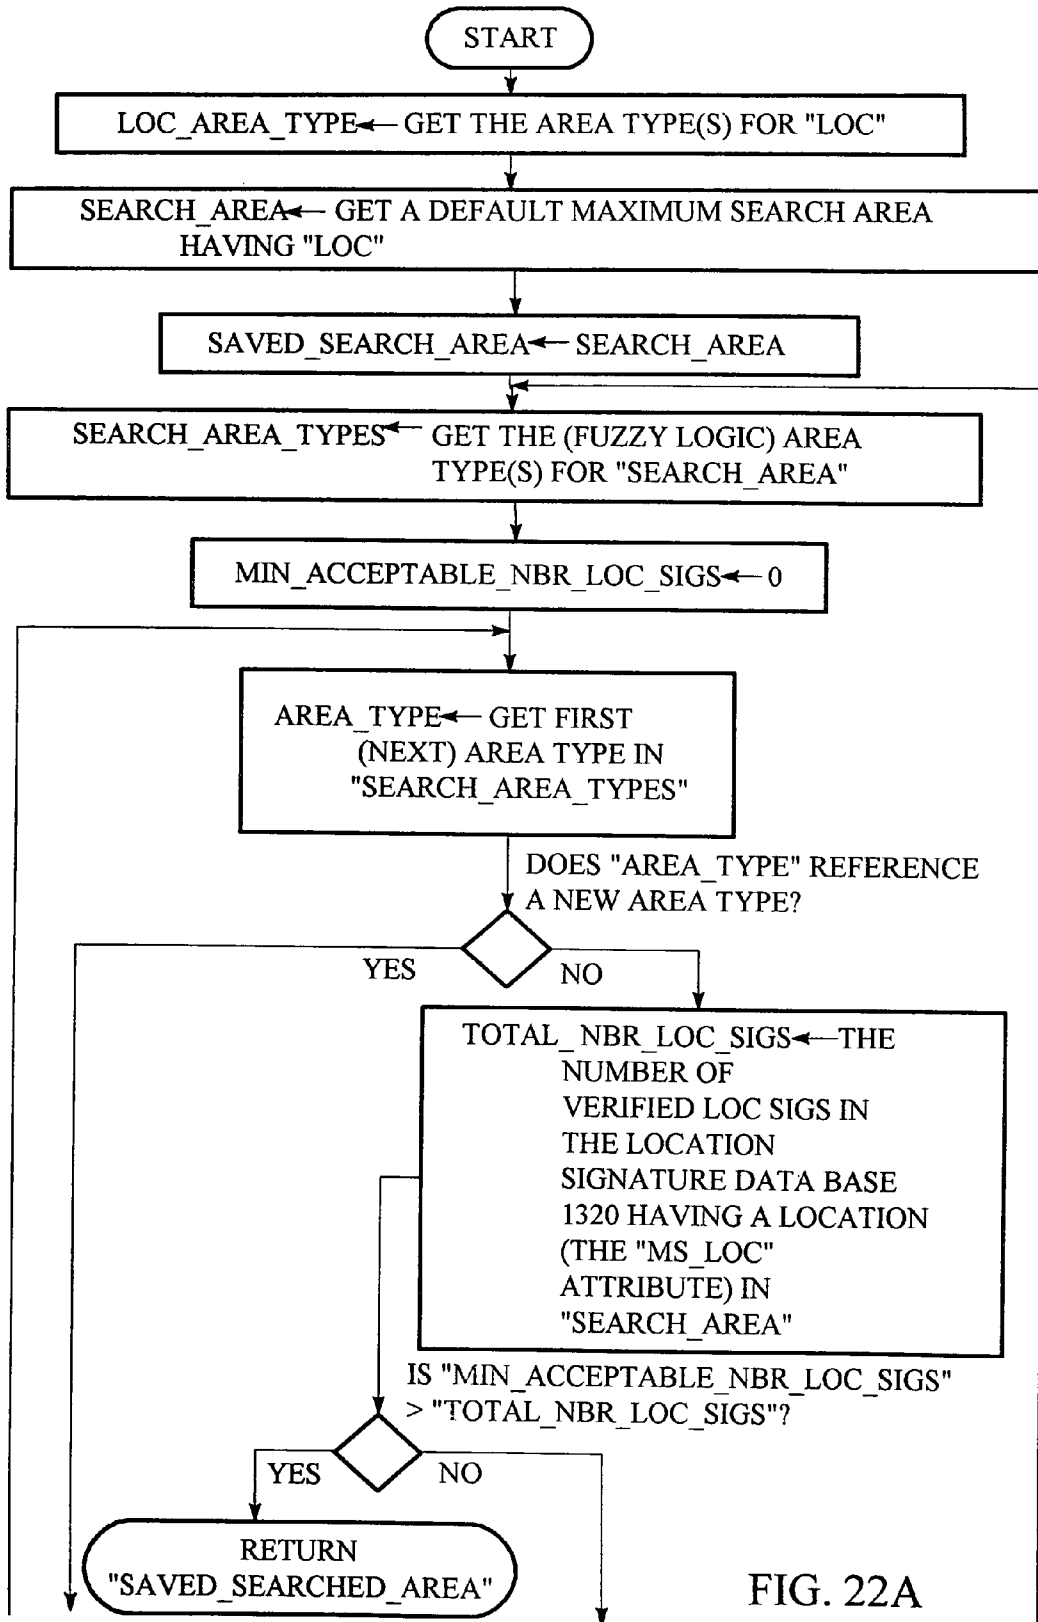 START
LOC_AREA_TYPE← GET THE AREA TYPE(S) FOR "LOC"
SEARCH_AREA← GET A DEFAULT MAXIMUM SEARCH AREA
HAVING "LOC"
SAVED_SEARCH_AREA← SEARCH_AREA
SEARCH_AREA_TYPES← GET THE (FUZZY LOGIC) AREA
TYPE(S) FOR "SEARCH_AREA"
MIN_ACCEPTABLE_NBR_LOC_SIGS← 0
AREA_TYPE← GET FIRST
(NEXT) AREA TYPE IN
"SEARCH_AREA_TYPES"
DOES "AREA_TYPE" REFERENCE
A NEW AREA TYPE?
YES
NO
TOTAL_ NBR_LOC_SIGS←THE
NUMBER OF
VERIFIED LOC SIGS IN
THE LOCATION
SIGNATURE DATA BASE
1320 HAVING A LOCATION
(THE "MS_LOC"
ATTRIBUTE) IN
"SEARCH_AREA"
IS "MIN_ACCEPTABLE_NBR_LOC_SIGS"
> "TOTAL_NBR_LOC_SIGS"?
YES
NO
RETURN
"SAVED_SEARCHED_AREA"
FIG. 22A